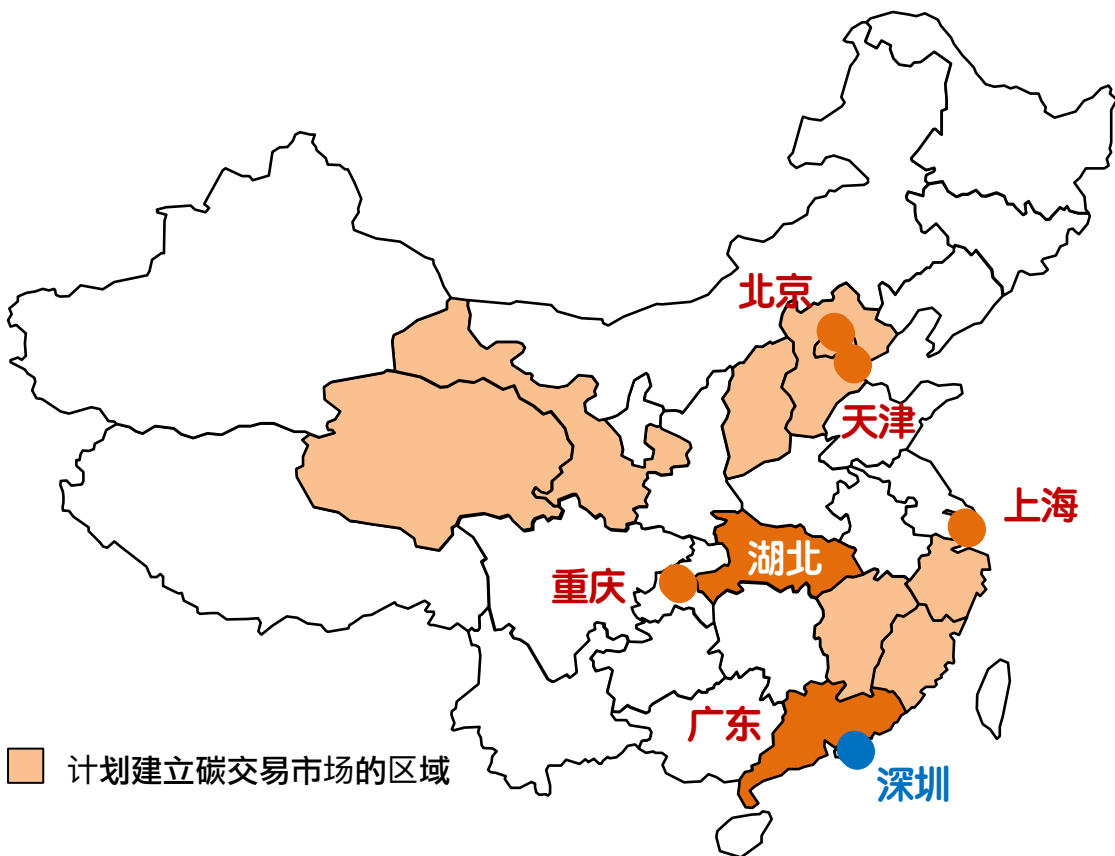 北京
天津
上海
湖北
重庆
广东
深圳
计划建立碳交易市场的区域